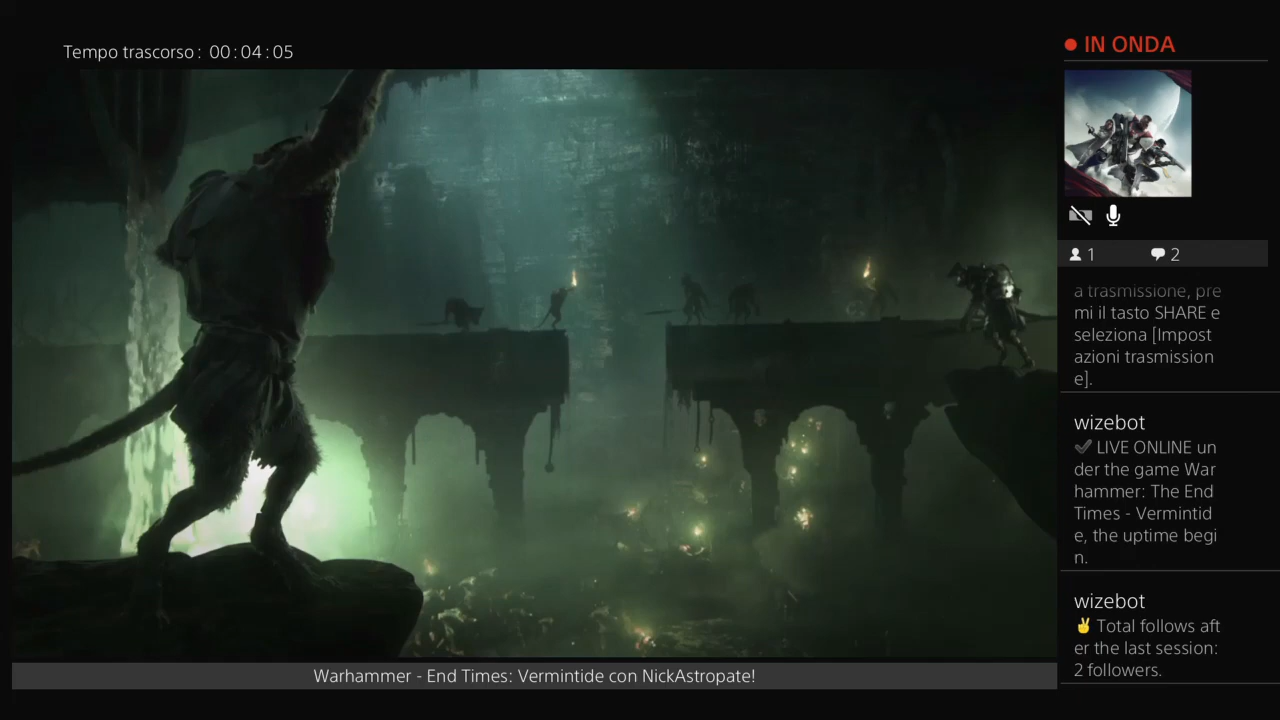 Tempo trascorso: 00:04:05
IN ONDA
1
2
a trasmissione, pre
mi il tasto SHARE e
seleziona [Impost
azioni trasmission
e].
wizebot
✔ LIVE ONLINE un
der the game War
hammer: The End
Times - Vermintid
e, the uptime begi
n.
wizebot
✌ Total follows aft
er the last session:
2 followers.
Warhammer - End Times: Vermintide con NickAstropate!